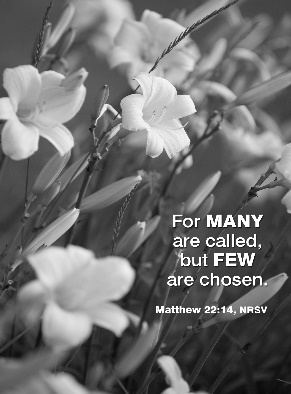 For MANY
are called,
but FEW
are chosen.
Matthew 22:14, NRSV